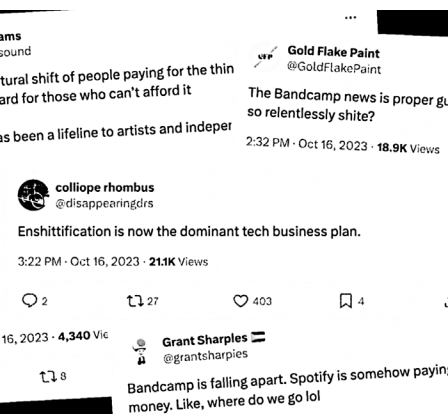 ams
sound
tural shift of people paying for the thin
ard for those who can't afford it
as been a lifeline to artists and indeper
Gold Flake Paint
@GoldFlakePaint
The Bandcamp news is proper gu
so relentlessly shite?
2:32 PM · Oct 16, 2023 · 18.9K Views
colliope rhombus
@disappearingdrs
Enshittification is now the dominant tech business plan.
3:22 PM · Oct 16, 2023 · 21.1K Views
2 27 403 4
16, 2023 · 4,340 Vie
8
Grant Sharples
@grantsharpies
Bandcamp is falling apart. Spotify is somehow paying
money. Like, where do we go lol